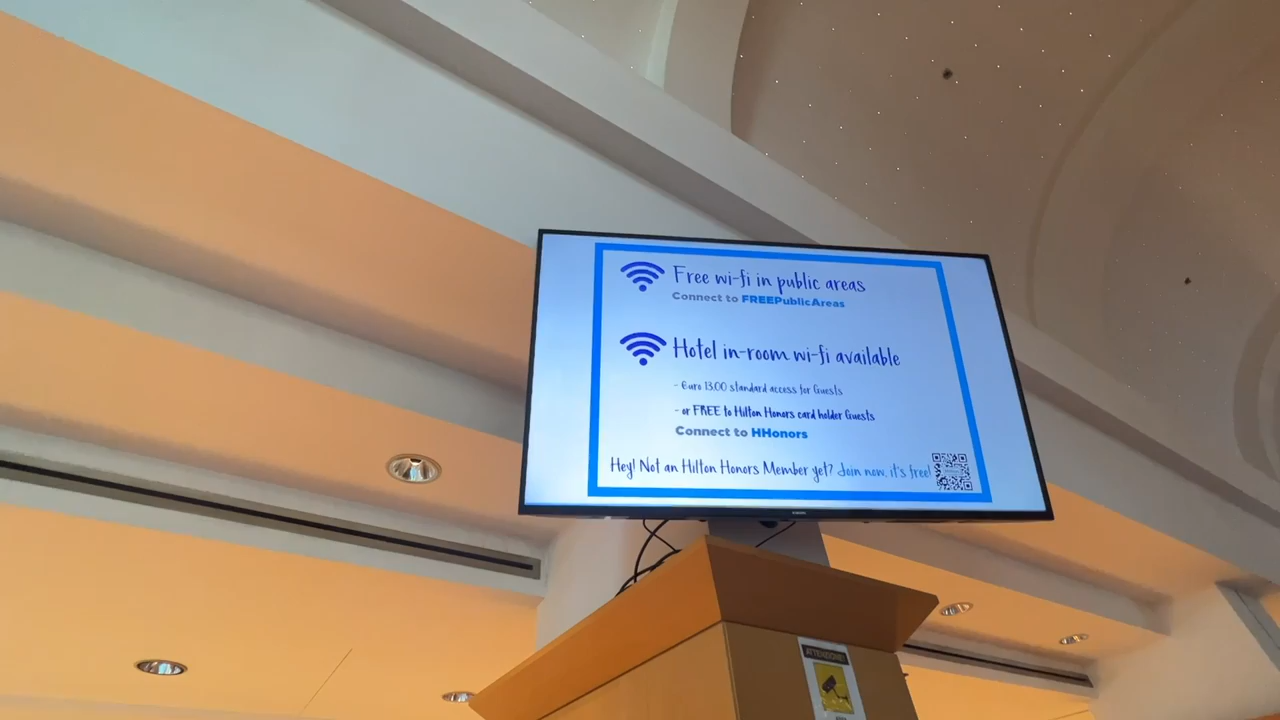 Free wi-fi in public areas
Connect to FREEPublicAreas
Hotel in-room wi-fi available
- Euro 13.00 standard access for Guests
- or FREE to Hilton Honors card holder Guests
Connect to HHonors
Hey! Not an Hilton Honors Member yet? Join now, it's free!
ATTENZIONE!